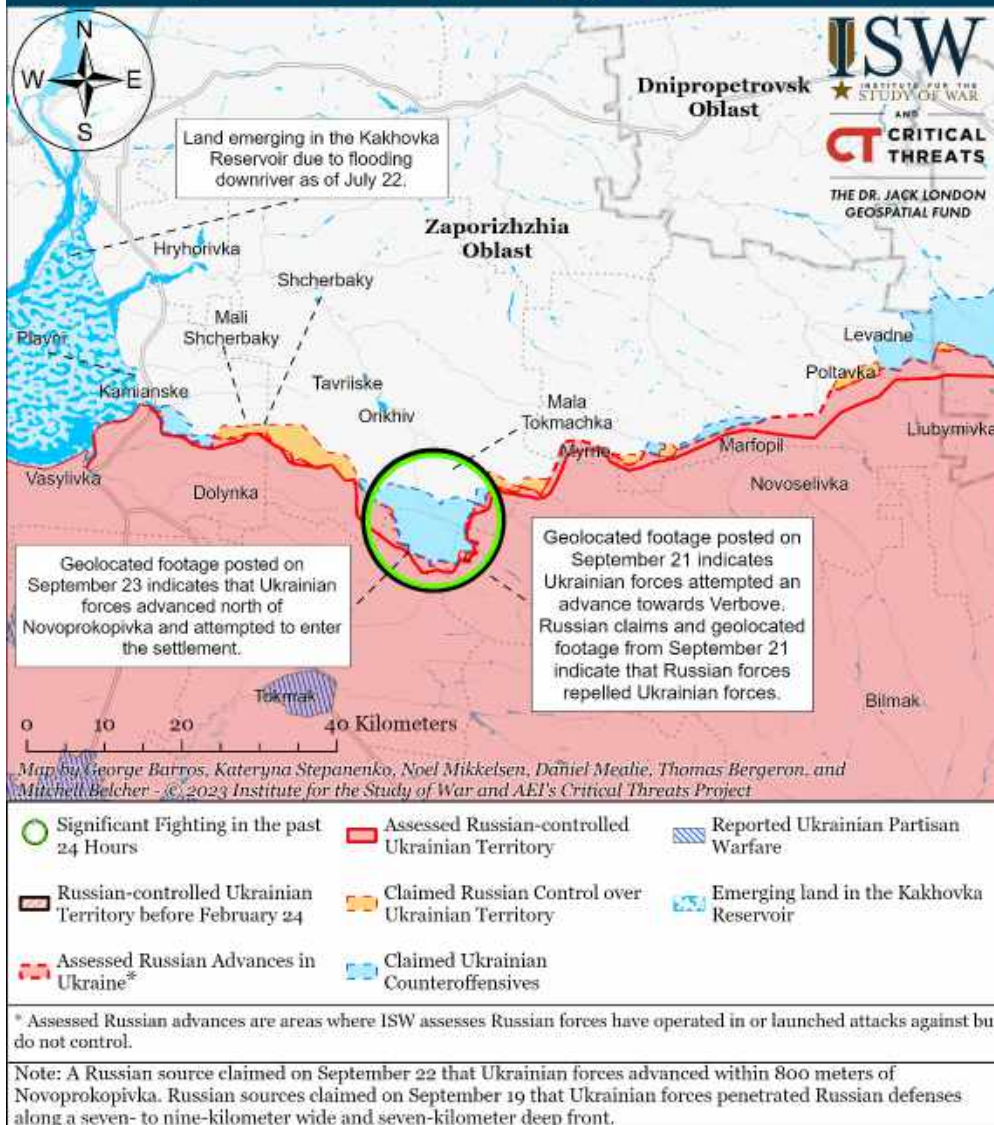 N
W
E
S
ISW
INSTITUTE FOR THE
STUDY OF WAR
AND
CT CRITICAL
THREATS
THE DR. JACK LONDON
GEOSPATIAL FUND
Dnipropetrovsk
Oblast
Land emerging in the Kakhovka
Reservoir due to flooding
downriver as of July 22.
Zaporizhzhia
Oblast
Hryhorivka
Shcherbaky
Mali
Shcherbaky
Plavni
Levadne
Kamianske
Tavriiske
Poltavka
Orikhiv
Mala
Tokmachka
Myrne
Marfopil
Liubymivka
Vasylivka
Dolynka
Novoselivka
Geolocated footage posted on
September 23 indicates that Ukrainian
forces advanced north of
Novoprokopivka and attempted to enter
the settlement.
Geolocated footage posted on
September 21 indicates
Ukrainian forces attempted an
advance towards Verbove.
Russian claims and geolocated
footage from September 21
indicate that Russian forces
repelled Ukrainian forces.
Tokmak
Bilmak
0 10 20 40 Kilometers
Map by George Barros, Kateryna Stepanenko, Noel Mikkelsen, Daniel Mealie, Thomas Bergeron, and
Mitchell Belcher - © 2023 Institute for the Study of War and AEI's Critical Threats Project
Significant Fighting in the past
24 Hours
Assessed Russian-controlled
Ukrainian Territory
Reported Ukrainian Partisan
Warfare
Russian-controlled Ukrainian
Territory before February 24
Claimed Russian Control over
Ukrainian Territory
Emerging land in the Kakhovka
Reservoir
Assessed Russian Advances in
Ukraine*
Claimed Ukrainian
Counteroffensives
* Assessed Russian advances are areas where ISW assesses Russian forces have operated in or launched attacks against bu
do not control.
Note: A Russian source claimed on September 22 that Ukrainian forces advanced within 800 meters of
Novoprokopivka. Russian sources claimed on September 19 that Ukrainian forces penetrated Russian defenses
along a seven- to nine-kilometer wide and seven-kilometer deep front.